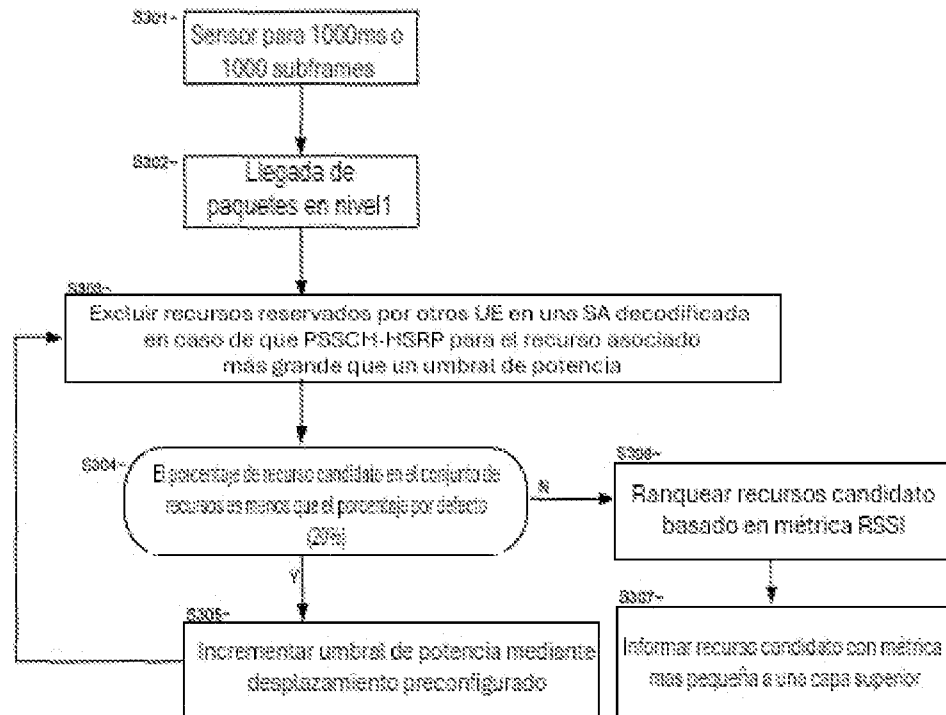 S301~
Sensor para 1000ms o
1000 subframes
S302~
Llegada de
paquetes en nivel1
S303~
Excluir recursos reservados por otros UE en una SA decodificada
en caso de que PSSCH-HSRP para el recurso asociado
más grande que un umbral de potencia
S304~
El porcentaje de recurso candidato en el conjunto de
recursos es menos que el porcentaje por defecto
(20%)
N
S306~
Ranquear recursos candidato
basado en métrica RSSI
Y
S305~
Incrementar umbral de potencia mediante
desplazamiento preconfigurado
S307~
Informar recurso candidato con métrica
mas pequeña a una capa superior